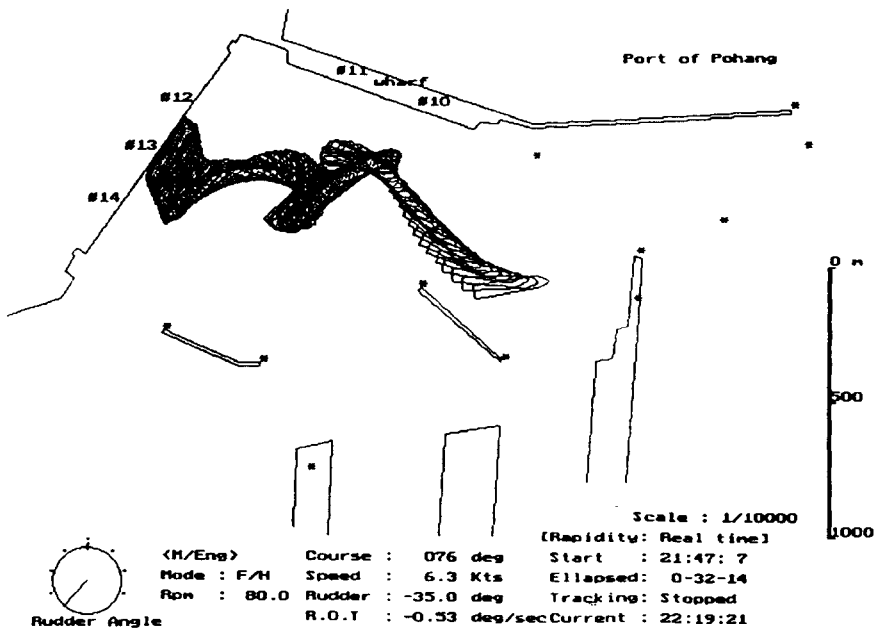 Port of Pohang
#11
wharf
#10
#12
#13
#14
0 m
500
1000
Scale : 1/10000
[Rapidity: Real time]
<M/Eng> Course : 076 deg Start : 21:47: 7
Mode : F/H Speed : 6.3 Kts Ellapsed: 0-32-14
Rpm : 80.0 Rudder : -35.0 deg Tracking: Stopped
Rudder Angle R.O.T : -0.53 deg/sec Current : 22:19:21